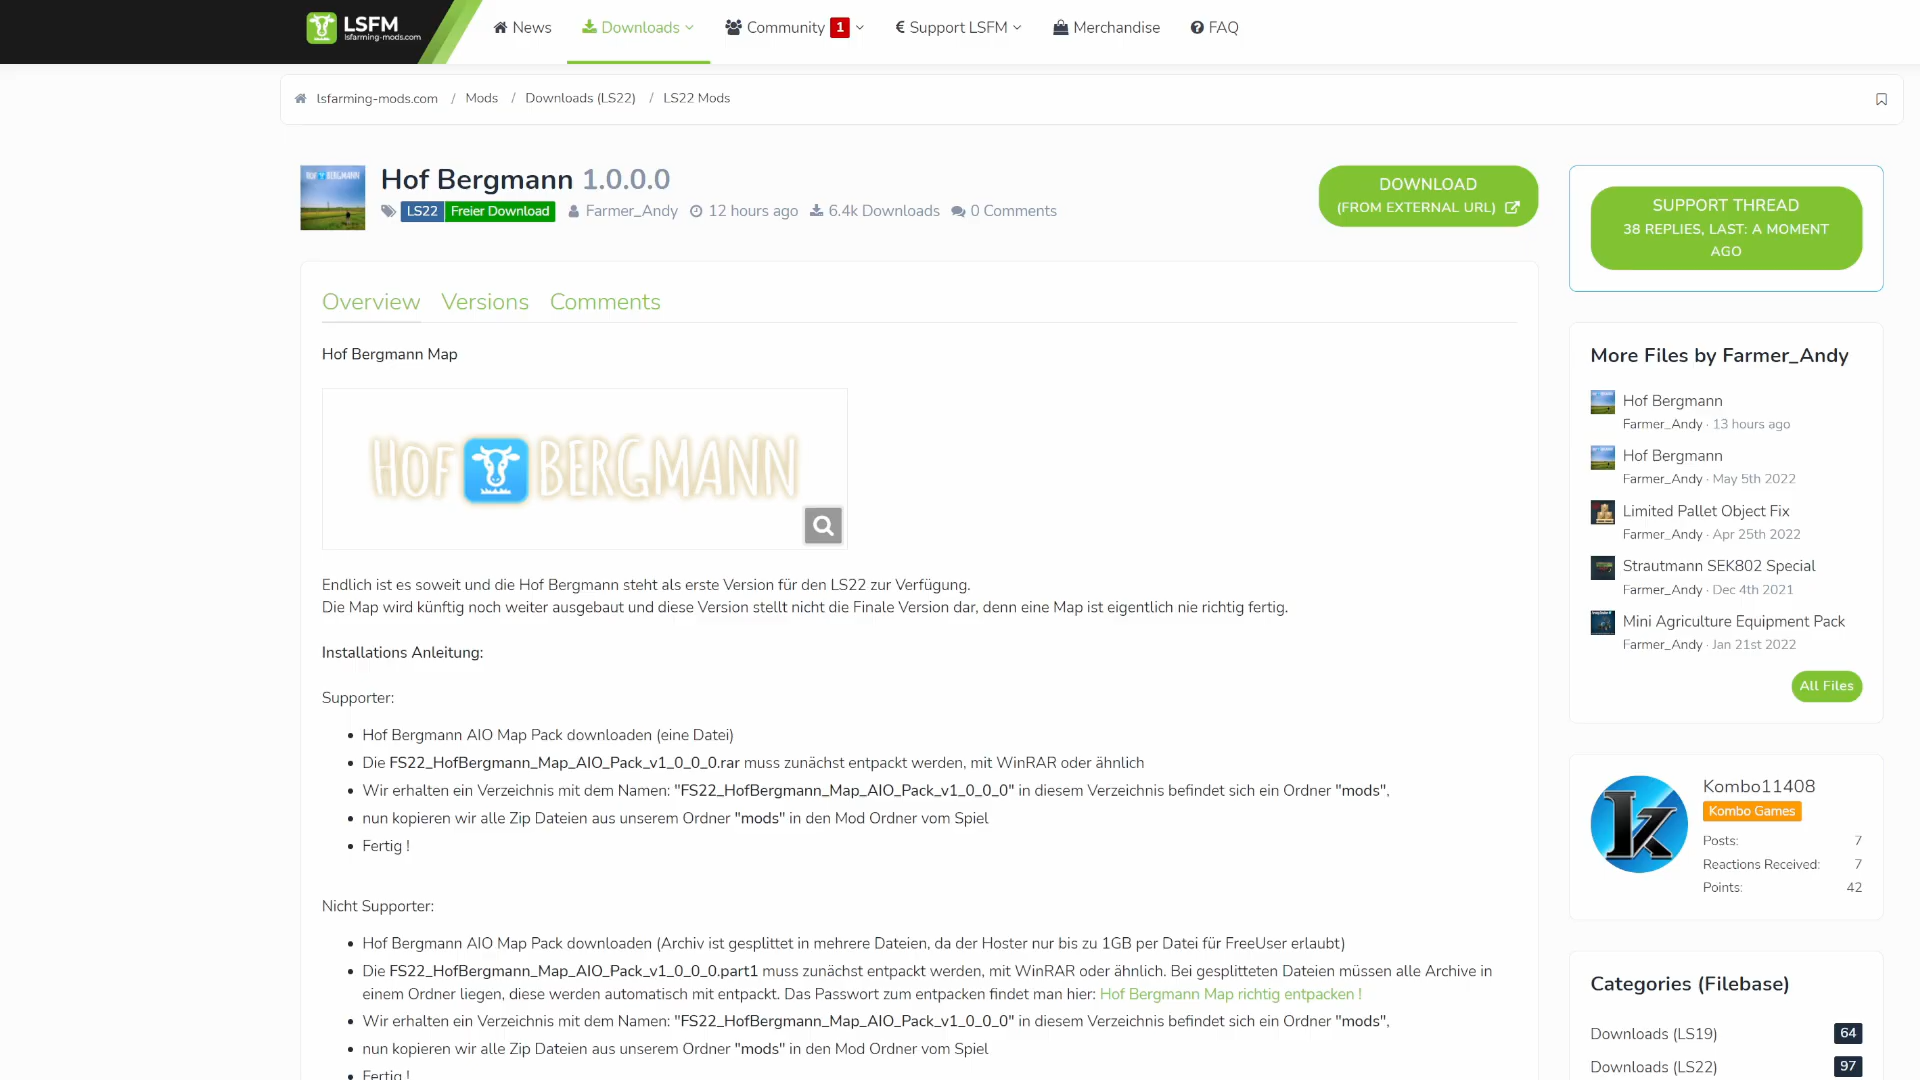 LSFM
lsfarming-mods.com
News
Downloads
Community 1
€ Support LSFM
Merchandise
FAQ
lsfarming-mods.com / Mods / Downloads (LS22) / LS22 Mods
Hof Bergmann 1.0.0.0
LS22 Freier Download Farmer_Andy 12 hours ago 6.4k Downloads 0 Comments
DOWNLOAD
(FROM EXTERNAL URL)
Overview Versions Comments
Hof Bergmann Map
HOF BERGMANN
Endlich ist es soweit und die Hof Bergmann steht als erste Version für den LS22 zur Verfügung.
Die Map wird künftig noch weiter ausgebaut und diese Version stellt nicht die Finale Version dar, denn eine Map ist eigentlich nie richtig fertig.
Installations Anleitung:
Supporter:
• Hof Bergmann AIO Map Pack downloaden (eine Datei)
• Die FS22_HofBergmann_Map_AIO_Pack_v1_0_0_0.rar muss zunächst entpackt werden, mit WinRAR oder ähnlich
• Wir erhalten ein Verzeichnis mit dem Namen: "FS22_HofBergmann_Map_AIO_Pack_v1_0_0_0" in diesem Verzeichnis befindet sich ein Ordner "mods",
• nun kopieren wir alle Zip Dateien aus unserem Ordner "mods" in den Mod Ordner vom Spiel
• Fertig !
Nicht Supporter:
• Hof Bergmann AIO Map Pack downloaden (Archiv ist gesplittet in mehrere Dateien, da der Hoster nur bis zu 1GB per Datei für FreeUser erlaubt)
• Die FS22_HofBergmann_Map_AIO_Pack_v1_0_0_0.part1 muss zunächst entpackt werden, mit WinRAR oder ähnlich. Bei gesplitteten Dateien müssen alle Archive in
einem Ordner liegen, diese werden automatisch mit entpackt. Das Passwort zum entpacken findet man hier: Hof Bergmann Map richtig entpacken !
• Wir erhalten ein Verzeichnis mit dem Namen: "FS22_HofBergmann_Map_AIO_Pack_v1_0_0_0" in diesem Verzeichnis befindet sich ein Ordner "mods",
• nun kopieren wir alle Zip Dateien aus unserem Ordner "mods" in den Mod Ordner vom Spiel
• Fertig !
SUPPORT THREAD
38 REPLIES, LAST: A MOMENT
AGO
More Files by Farmer_Andy
Hof Bergmann
Farmer_Andy · 13 hours ago
Hof Bergmann
Farmer_Andy · May 5th 2022
Limited Pallet Object Fix
Farmer_Andy · Apr 25th 2022
Strautmann SEK802 Special
Farmer_Andy · Dec 4th 2021
Mini Agriculture Equipment Pack
Farmer_Andy · Jan 21st 2022
All Files
Kombo11408
Kombo Games
Posts: 7
Reactions Received: 7
Points: 42
Categories (Filebase)
Downloads (LS19) 64
Downloads (LS22) 97